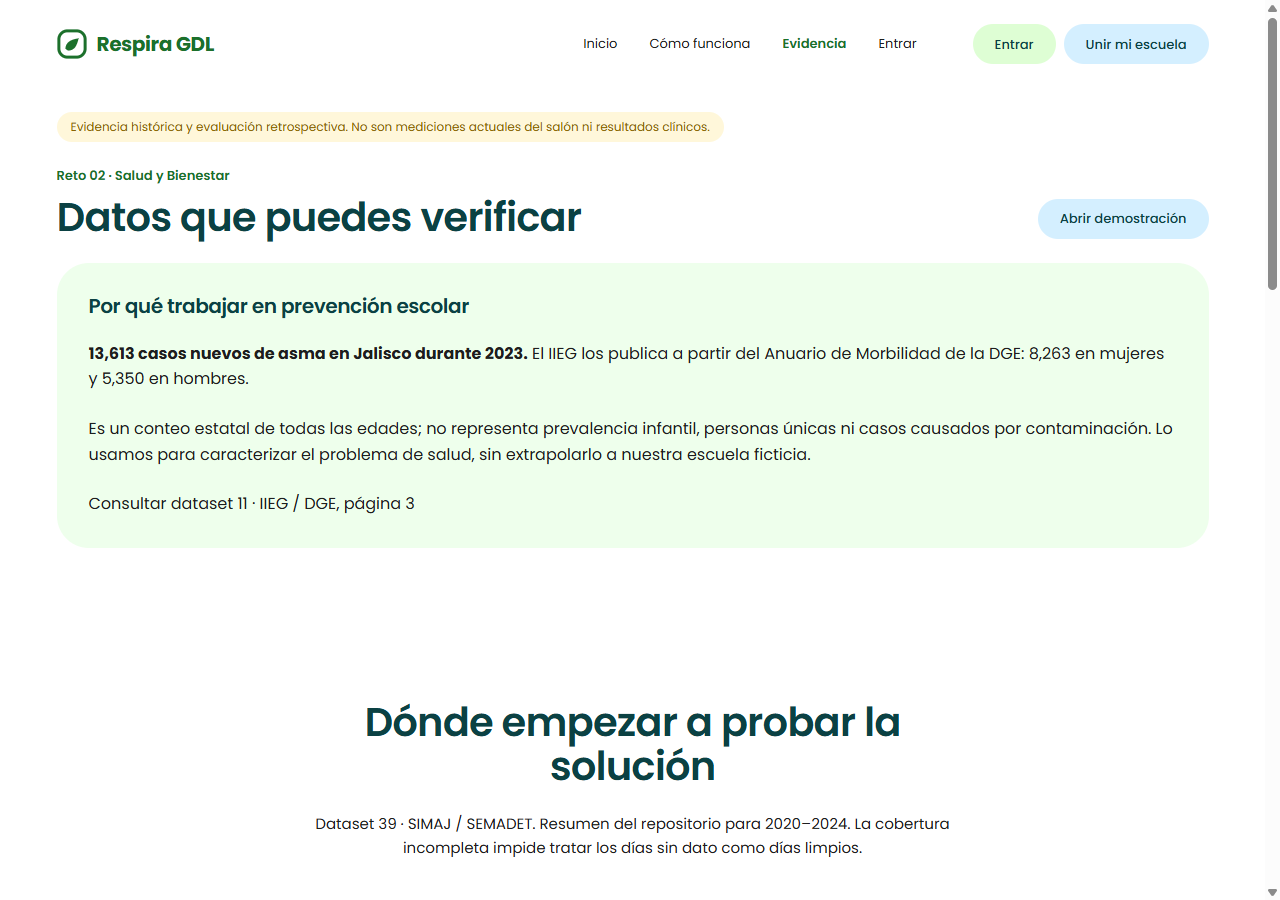 Respira GDL
Inicio
Cómo funciona
Evidencia
Entrar
Entrar
Unir mi escuela
Evidencia histórica y evaluación retrospectiva. No son mediciones actuales del salón ni resultados clínicos.
Reto 02 · Salud y Bienestar
Datos que puedes verificar
Abrir demostración
Por qué trabajar en prevención escolar
13,613 casos nuevos de asma en Jalisco durante 2023. El IIEG los publica a partir del Anuario de Morbilidad de la DGE: 8,263 en mujeres
y 5,350 en hombres.
Es un conteo estatal de todas las edades; no representa prevalencia infantil, personas únicas ni casos causados por contaminación. Lo
usamos para caracterizar el problema de salud, sin extrapolarlo a nuestra escuela ficticia.
Consultar dataset 11 · IIEG / DGE, página 3
Dónde empezar a probar la
solución
Dataset 39 · SIMAJ / SEMADET. Resumen del repositorio para 2020–2024. La cobertura
incompleta impide tratar los días sin dato como días limpios.